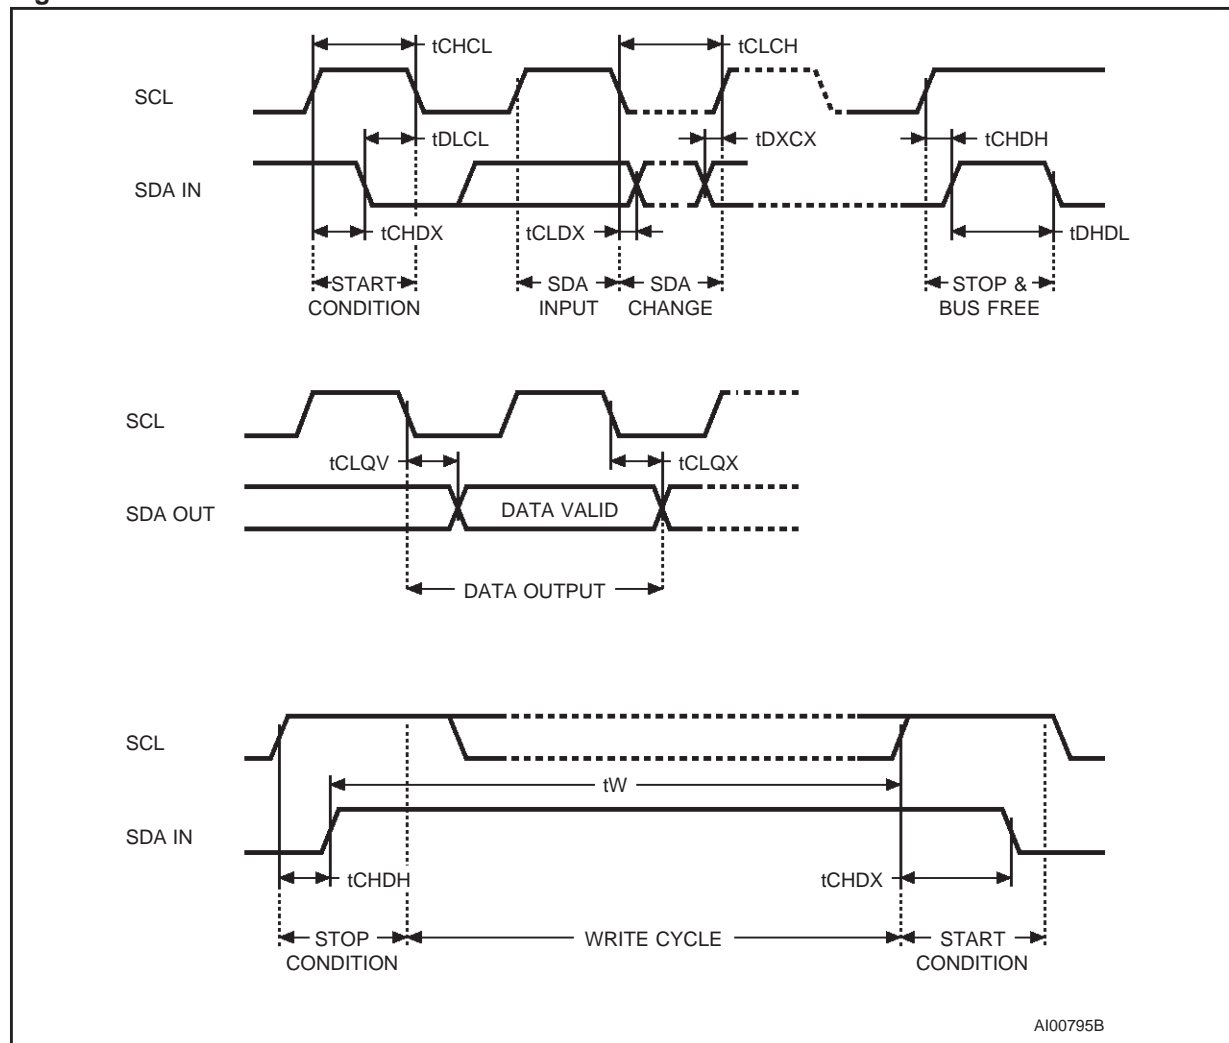 tCHCL tCLCH
SCL
tDLCL tDXCX tCHDH
SDA IN
tCHDX tCLDX tDHDL
START SDA SDA STOP &
CONDITION INPUT CHANGE BUS FREE
SCL
tCLQV tCLQX
SDA OUT DATA VALID
DATA OUTPUT
SCL
tW
SDA IN
tCHDH tCHDX
STOP WRITE CYCLE START
CONDITION CONDITION
AI00795B